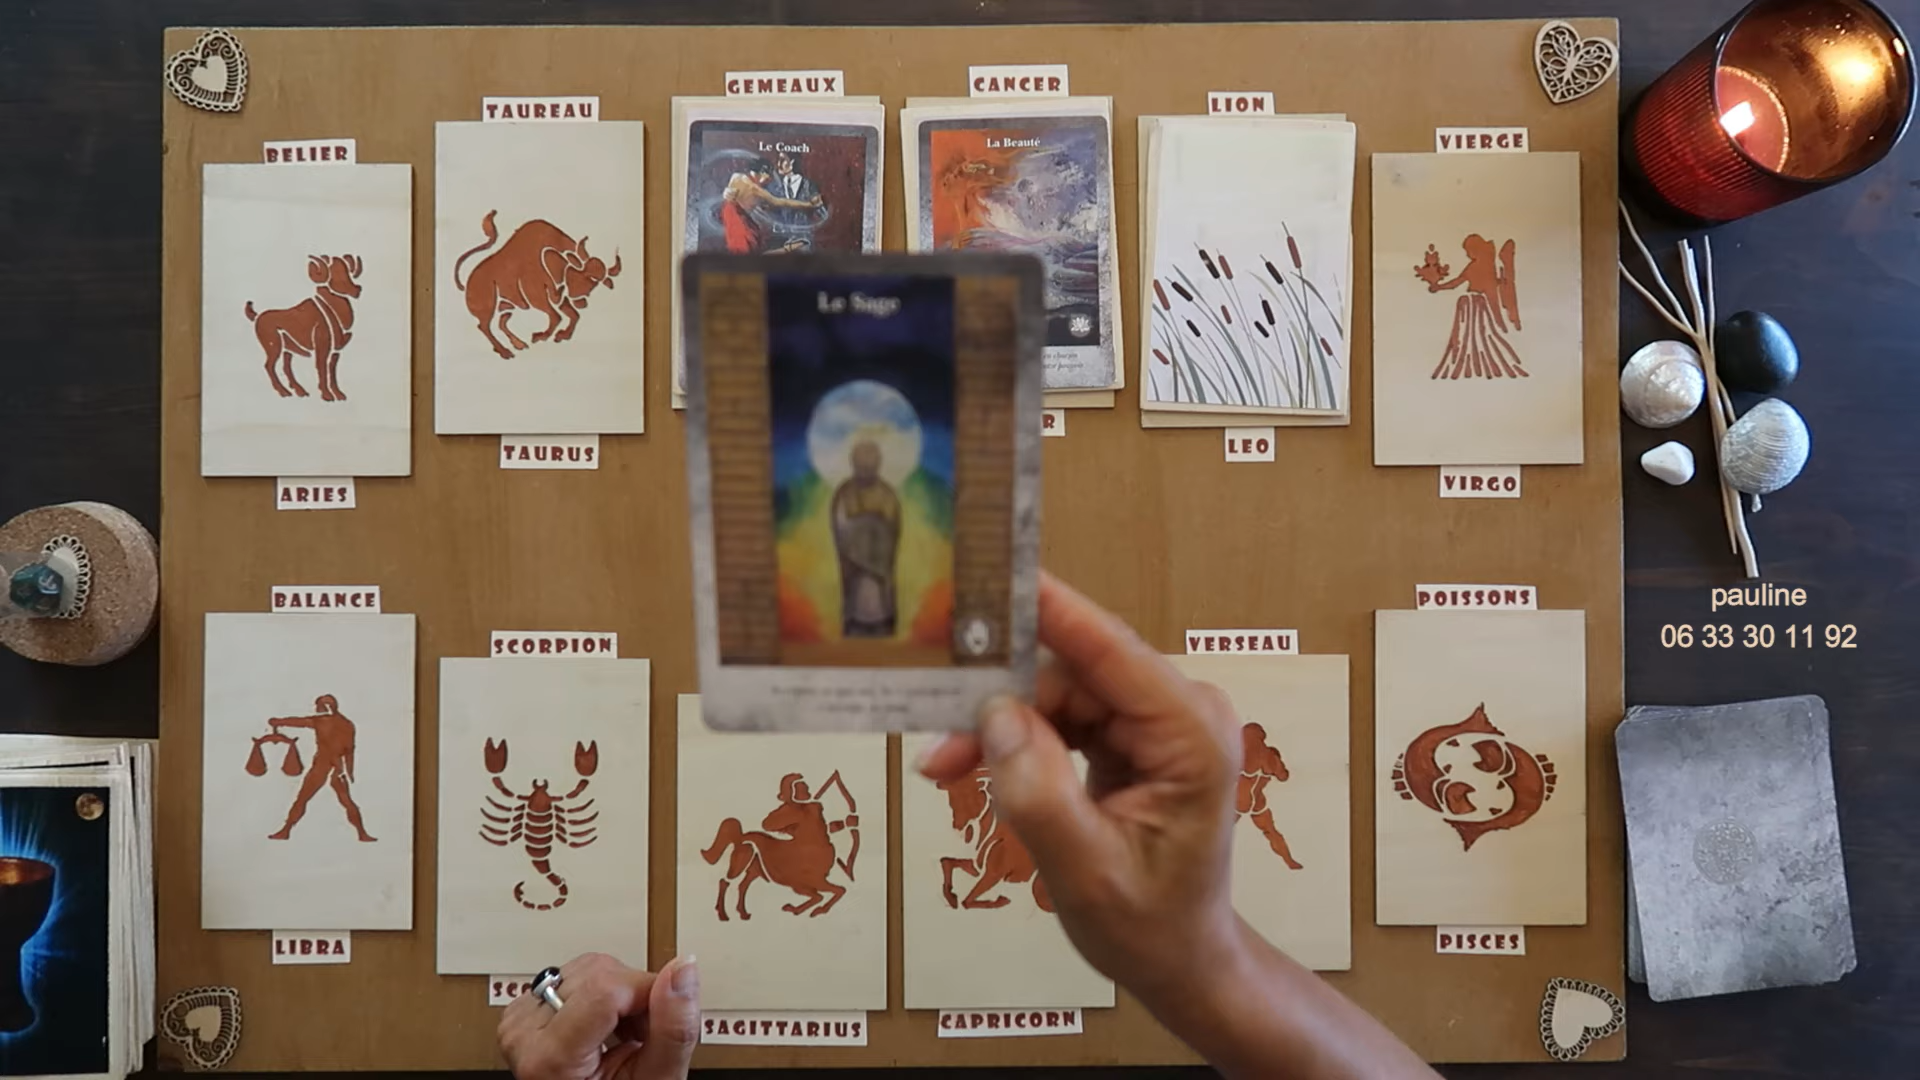 GEMEAUX
CANCER
TAUREAU
LION
BELIER
VIERGE
Le Coach
La Beauté
Le Sage
TAURUS
LEO
ARIES
VIRGO
BALANCE
POISSONS
pauline
06 33 30 11 92
SCORPION
VERSEAU
LIBRA
PISCES
SAGITTARIUS
CAPRICORN